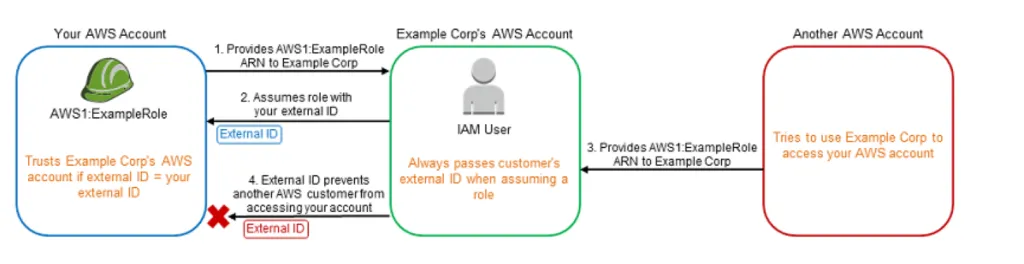 Your AWS Account
Example Corp's AWS Account
Another AWS Account
1. Provides AWS1:ExampleRole
ARN to Example Corp
AWS1:ExampleRole
2. Assumes role with
your external ID
External ID
IAM User
Trusts Example Corp's AWS
account if external ID = your
external ID
Always passes customer's
external ID when assuming a
role
3. Provides AWS1:ExampleRole
ARN to Example Corp
Tries to use Example Corp to
access your AWS account
4. External ID prevents
another AWS customer from
accessing your account
External ID